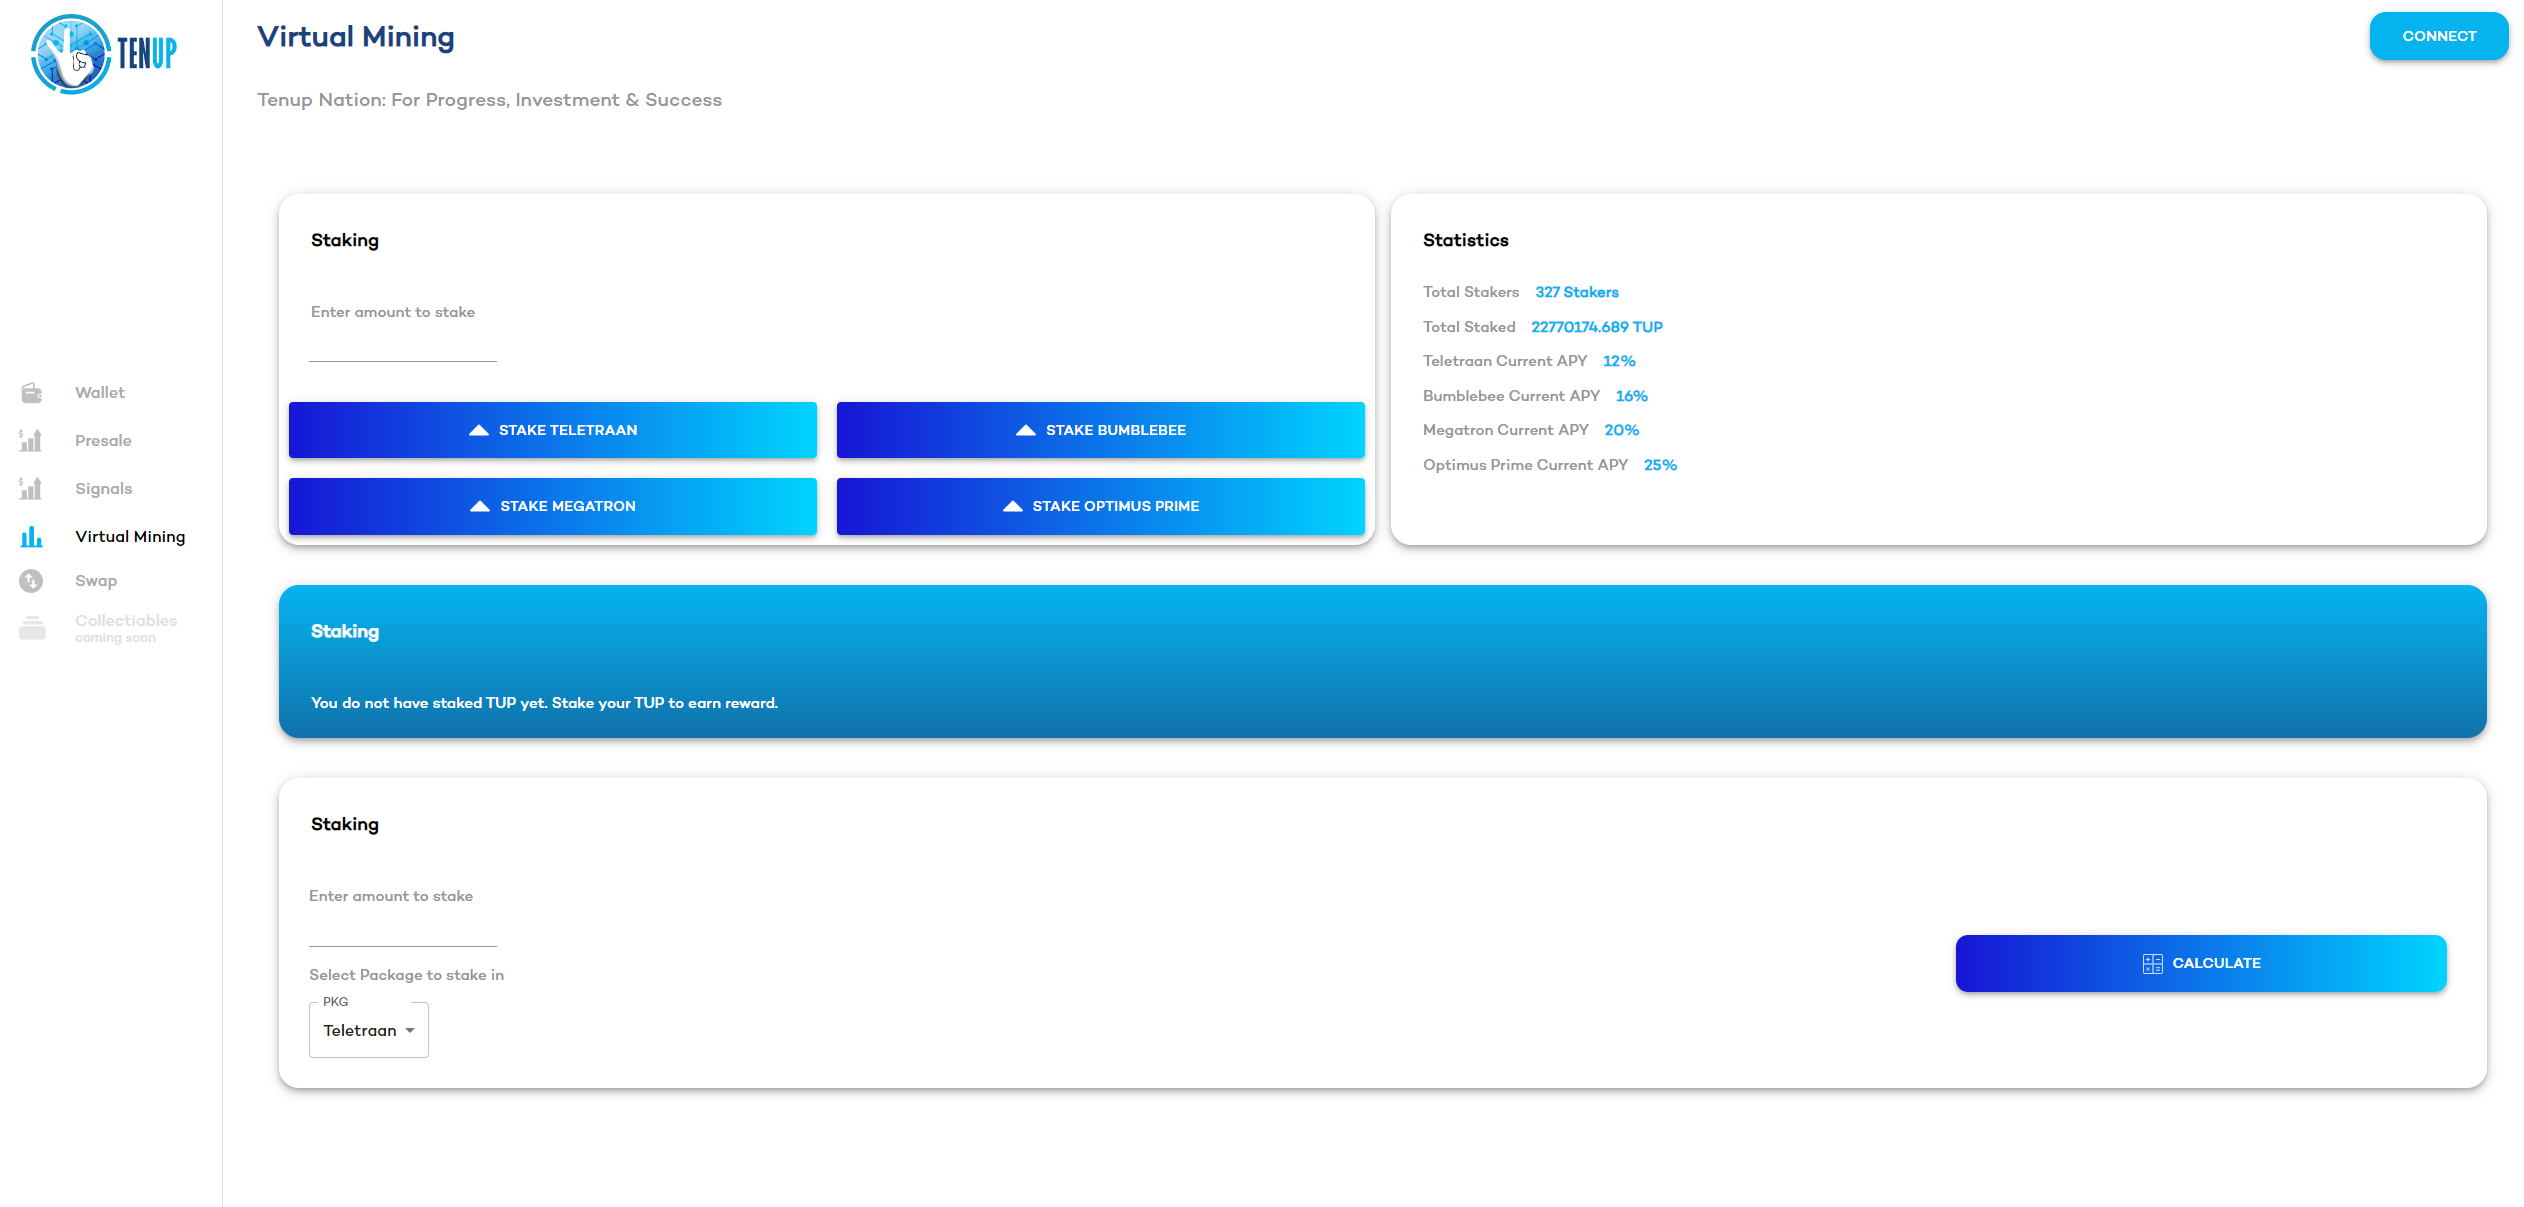 TENUP
Virtual Mining
CONNECT
Tenup Nation: For Progress, Investment & Success
Wallet
Presale
Signals
Virtual Mining
Swap
Collectiables
coming soon
Staking
Enter amount to stake
STAKE TELETRAAN
STAKE BUMBLEBEE
STAKE MEGATRON
STAKE OPTIMUS PRIME
Statistics
Total Stakers 327 Stakers
Total Staked 22770174.689 TUP
Teletraan Current APY 12%
Bumblebee Current APY 16%
Megatron Current APY 20%
Optimus Prime Current APY 25%
Staking
You do not have staked TUP yet. Stake your TUP to earn reward.
Staking
Enter amount to stake
Select Package to stake in
PKG
Teletraan
CALCULATE